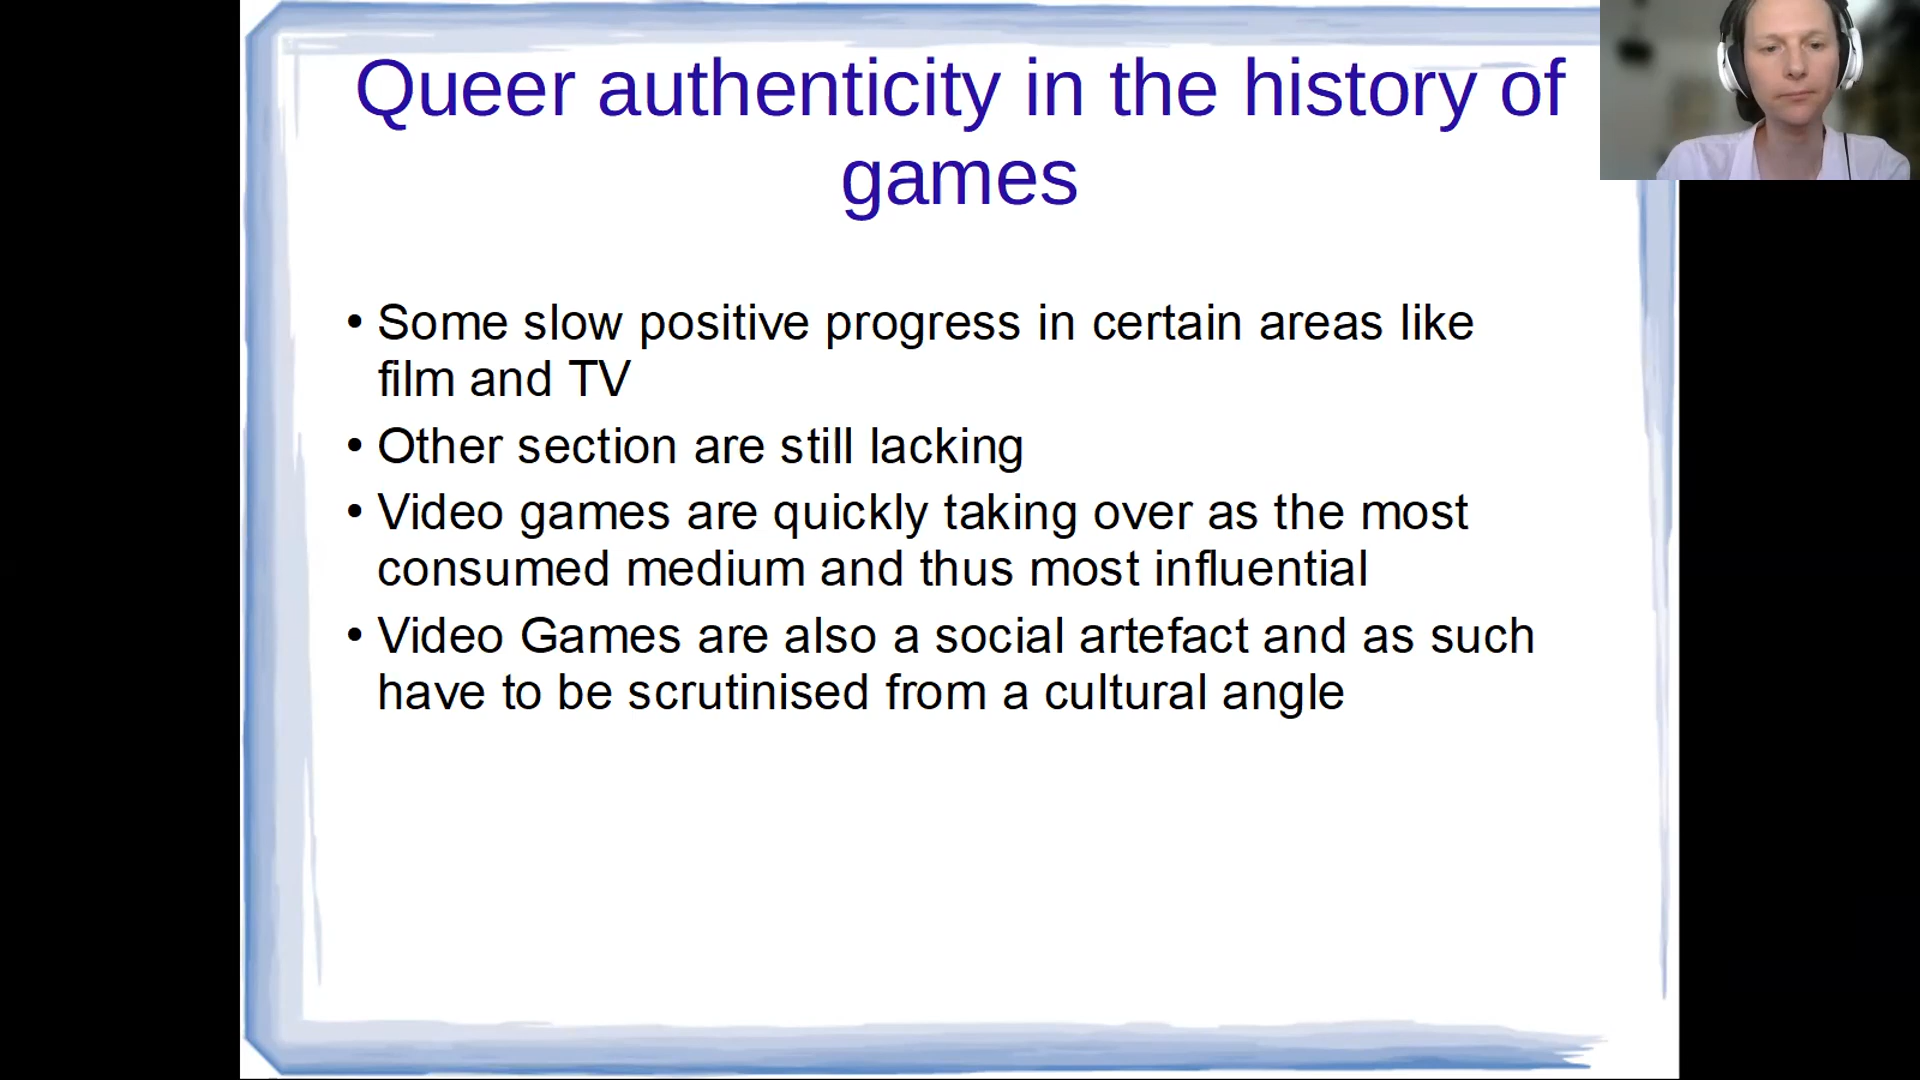 Queer authenticity in the history of
games
• Some slow positive progress in certain areas like
film and TV
• Other section are still lacking
• Video games are quickly taking over as the most
consumed medium and thus most influential
• Video Games are also a social artefact and as such
have to be scrutinised from a cultural angle